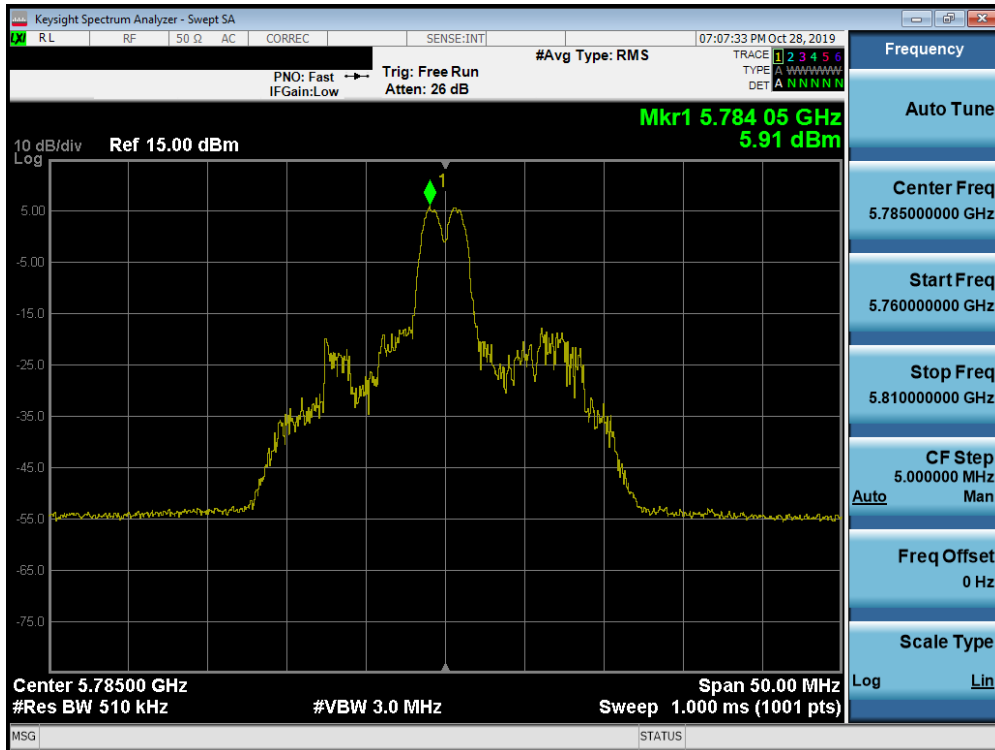 Keysight Spectrum Analyzer - Swept SA
LXI RL RF 50 Ω AC CORREC SENSE:INT 07:07:33 PM Oct 28, 2019
#Avg Type: RMS
TRACE 1 2 3 4 5 6
TYPE A WWWWW
DET A N N N N N
PNO: Fast
IFGain:Low
Trig: Free Run
Atten: 26 dB
Mkr1 5.784 05 GHz
5.91 dBm
10 dB/div
Log
Ref 15.00 dBm
1
5.00
-5.00
-15.0
-25.0
-35.0
-45.0
-55.0
-65.0
-75.0
Center 5.78500 GHz
Span 50.00 MHz
#Res BW 510 kHz
#VBW 3.0 MHz
Sweep 1.000 ms (1001 pts)
MSG
STATUS
Frequency
Auto Tune
Center Freq
5.785000000 GHz
Start Freq
5.760000000 GHz
Stop Freq
5.810000000 GHz
CF Step
5.000000 MHz
Auto Man
Freq Offset
0 Hz
Scale Type
Log Lin